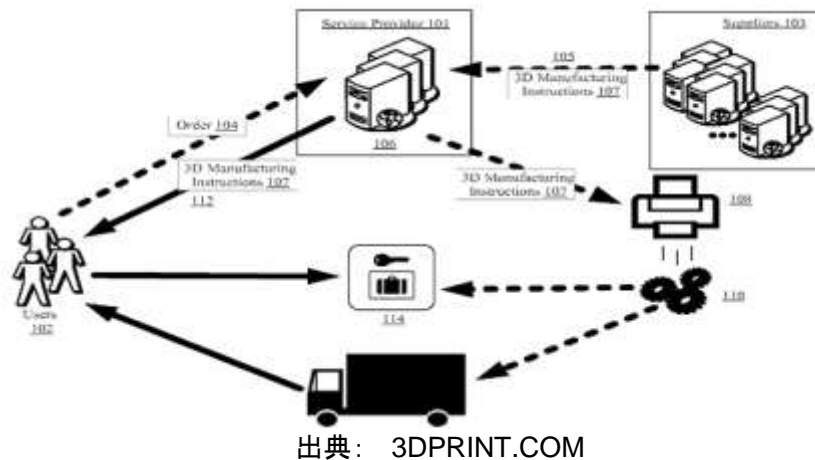 Service Provider 101
Suppliers 103
105
3D Manufacturing
Instructions 107
Order 104
106
3D Manufacturing
Instructions 107
112
3D Manufacturing
Instructions 107
108
Users
102
114
110
出典: 3DPRINT.COM